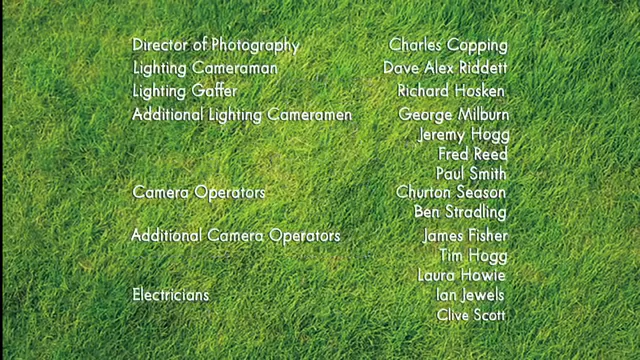 Director of Photography Charles Copping
Lighting Cameraman Dave Alex Riddett
Lighting Gaffer Richard Hosken
Additional Lighting Cameramen George Milburn
Jeremy Hogg
Fred Reed
Paul Smith
Camera Operators Churton Season
Ben Stradling
Additional Camera Operators James Fisher
Tim Hogg
Laura Howie
Electricians Ian Jewels
Clive Scott